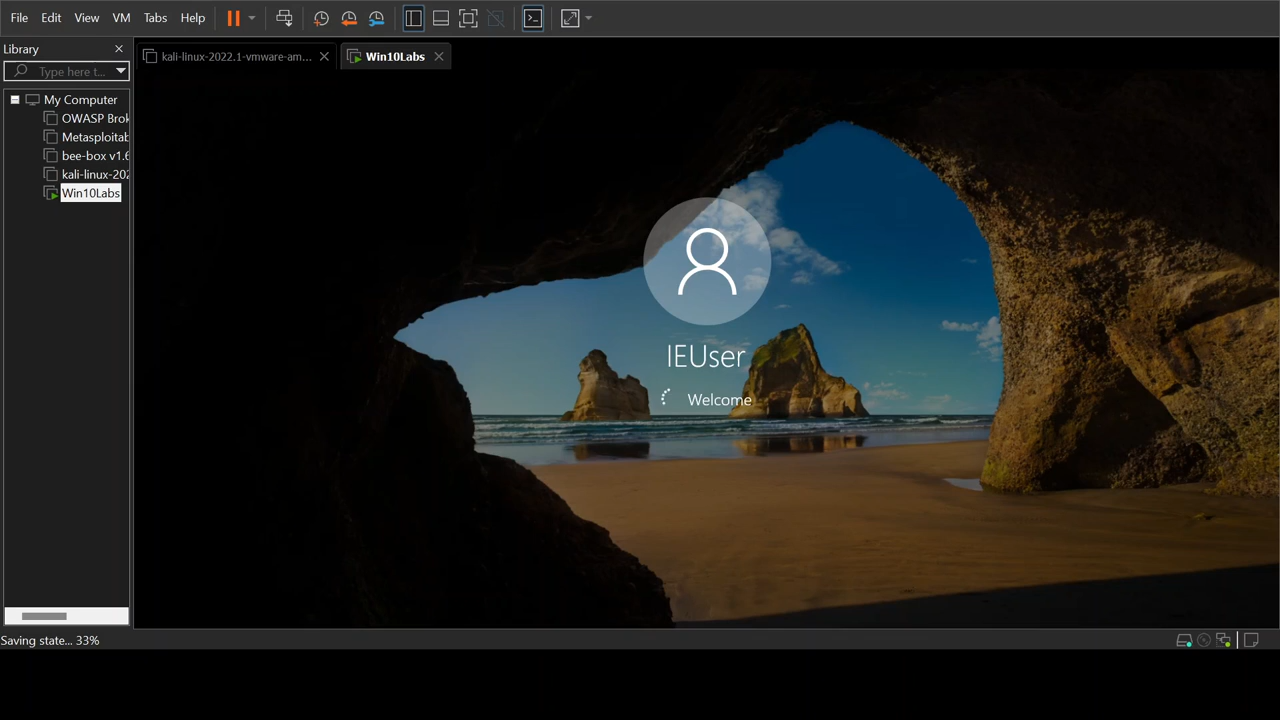 File Edit View VM Tabs Help
Library
kali-linux-2022.1-vmware-am...
Win10Labs
Type here t...
My Computer
OWASP Brok
Metasploitab
bee-box v1.6
kali-linux-202
Win10Labs
IEUser
Welcome
Saving state... 33%